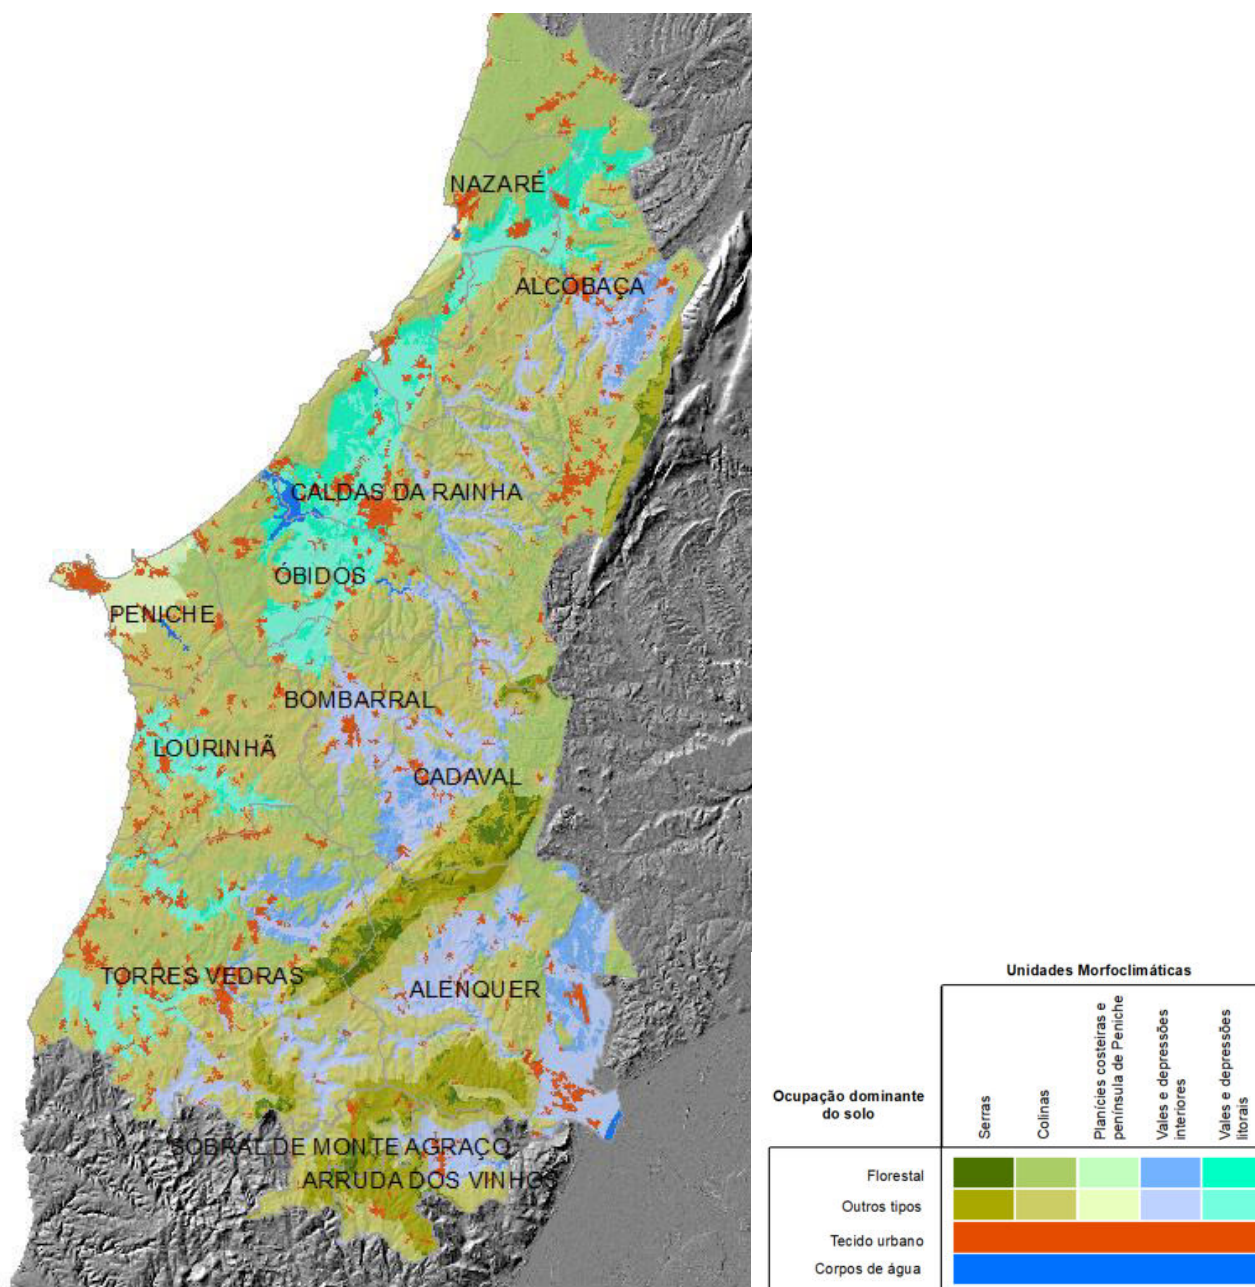 NAZARÉ
ALCOBAÇA
CALDAS DA RAINHA
ÓBIDOS
PENICHE
BOMBARRAL
LOURINHÃ
CADAVAL
TORRES VEDRAS
ALENQUER
SOBRAL DE MONTE AGRAÇO
ARRUDA DOS VINHOS
Unidades Morfoclimáticas
Ocupação dominante
do solo
Serras
Colinas
Planícies costeiras e
península de Peniche
Vales e depressões
interiores
Vales e depressões
litorais
Florestal
Outros tipos
Tecido urbano
Corpos de água